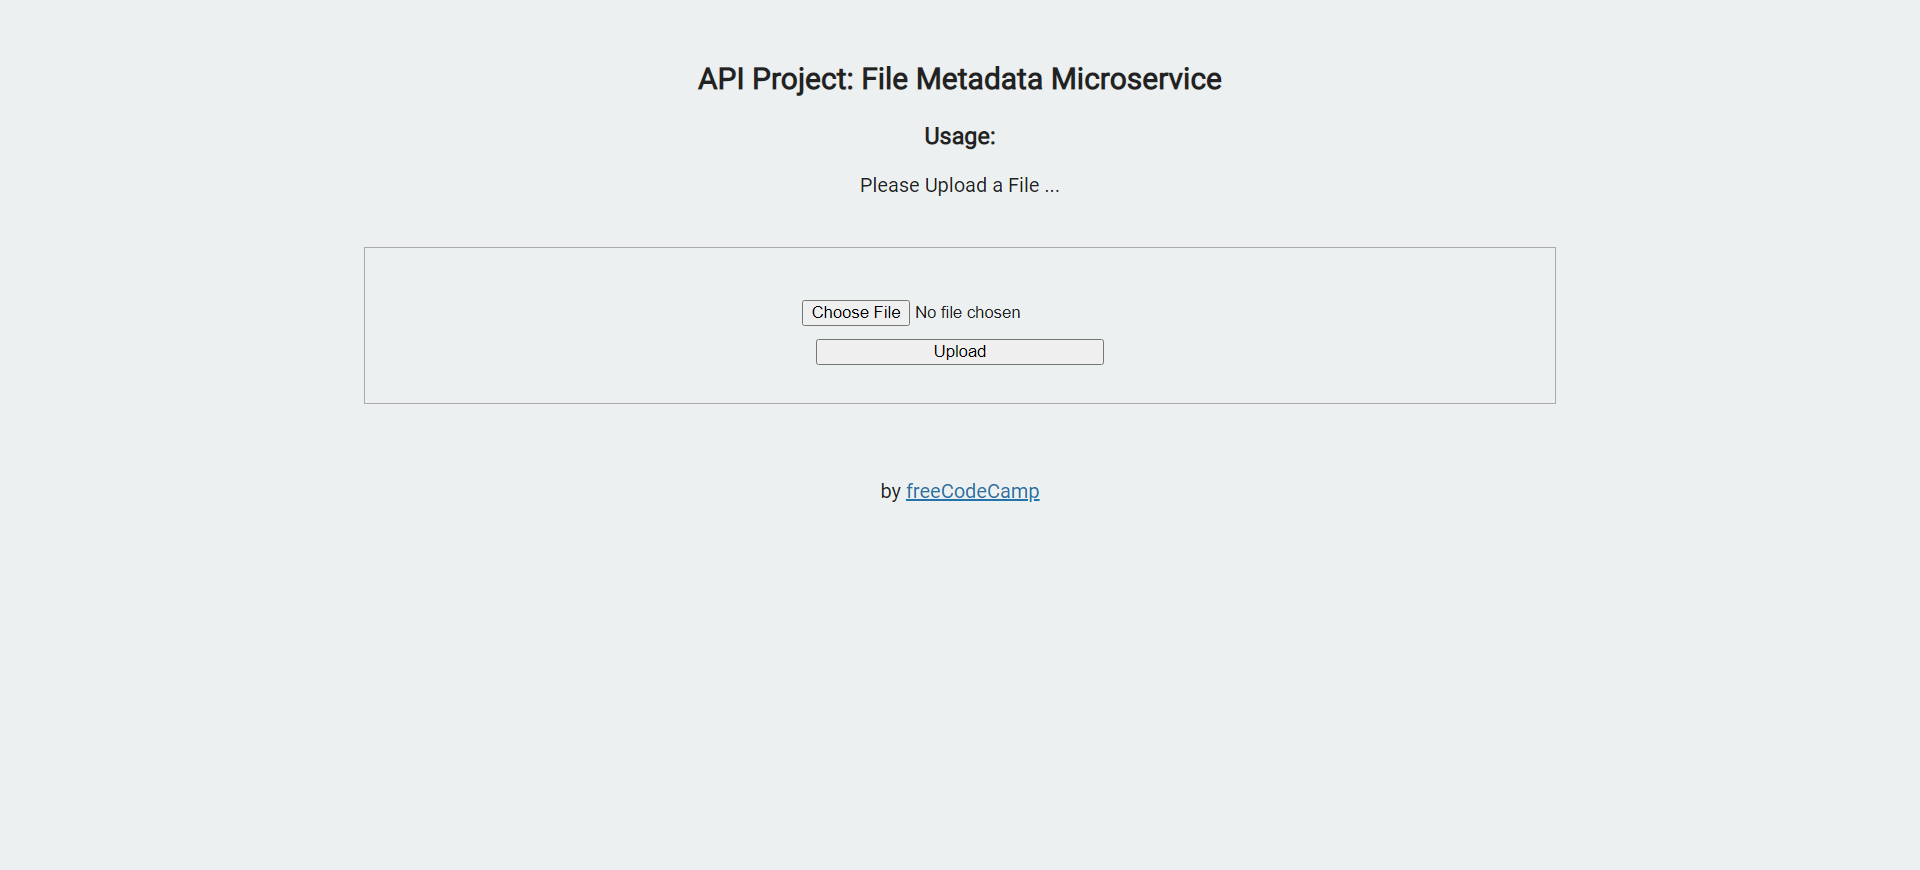 API Project: File Metadata Microservice
Usage:
Please Upload a File ...
Choose File No file chosen
Upload
by freeCodeCamp